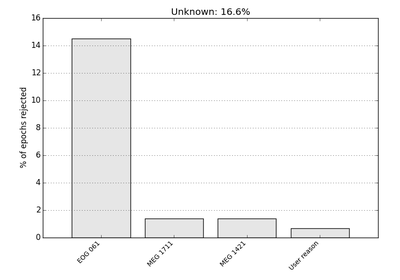 Unknown: 16.6%
16
14
12
10
8
6
4
2
0
% of epochs rejected
EOG 061
MEG 1711
MEG 1421
User reason